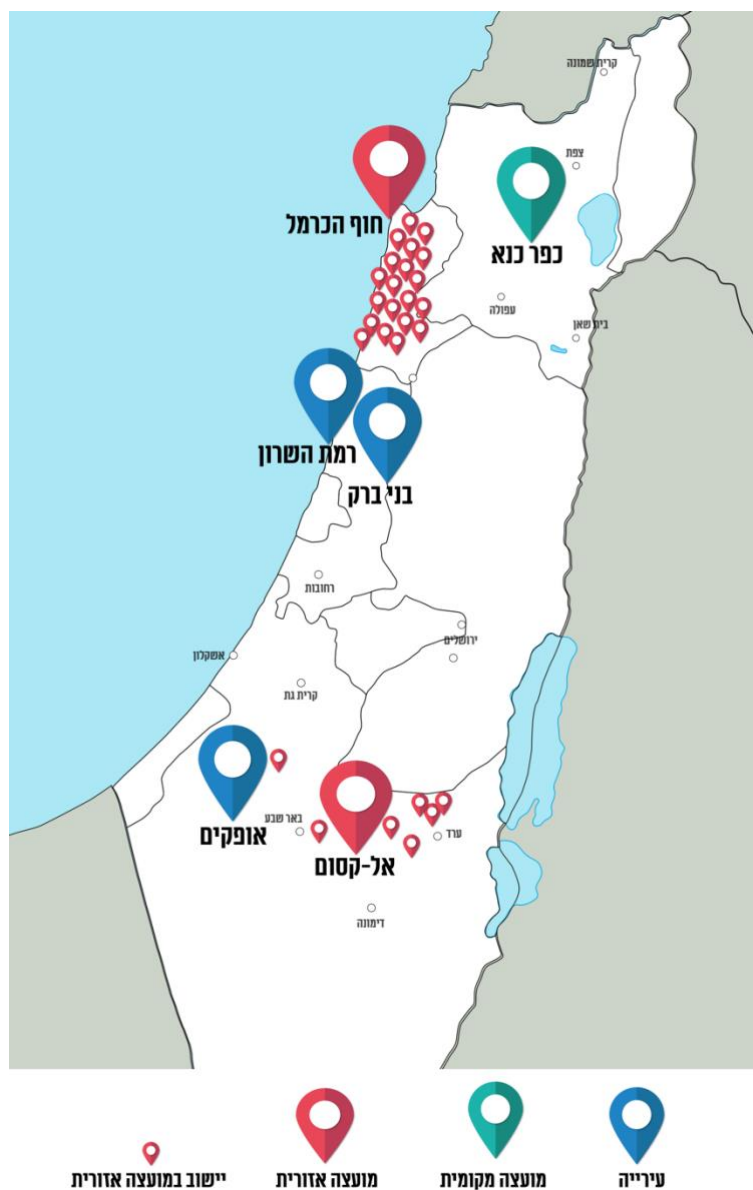 קרית שמונה
צפת
חוף הכרמל
כפר כנא
עפולה
בית שאן
רמת השרון
בני ברק
רחובות
ירושלים
אשקלון
קרית גת
אופקים
באר שבע
ערד
אל-קסום
דימונה
עירייה
מועצה מקומית
מועצה אזורית
יישוב במועצה אזורית